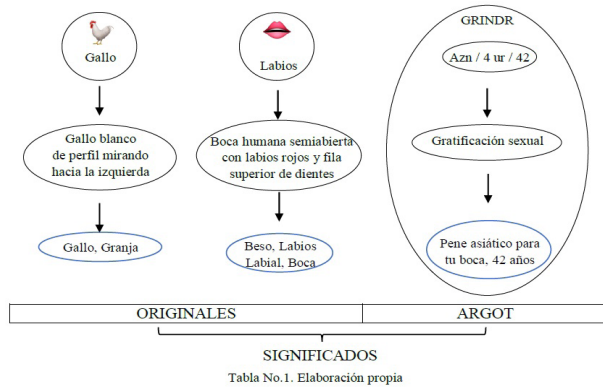 Gallo
Gallo blanco
de perfil mirando
hacia la izquierda
Gallo, Granja
Labios
Boca humana semiabierta
con labios rojos y fila
superior de dientes
Beso, Labios
Labial, Boca
GRINDR
Azn / 4 ur / 42
Gratificación sexual
Pene asiático para
tu boca, 42 años
ORIGINALES
ARGOT
SIGNIFICADOS
Tabla No.1. Elaboración propia